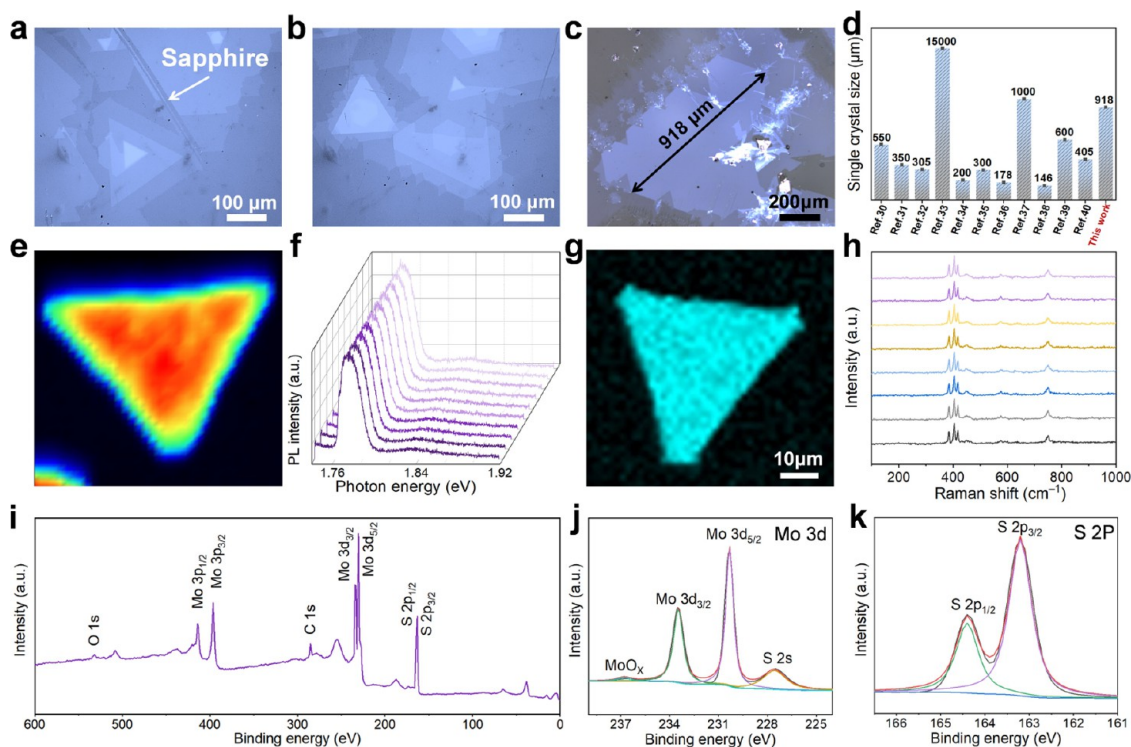 a
Sapphire
100 μm
b
100 μm
c
918 μm
200μm
d
Single crystal size (μm)
550
350
305
15000
200
300
178
1000
146
600
405
918
Ref.30
Ref.31
Ref.32
Ref.33
Ref.34
Ref.35
Ref.36
Ref.37
Ref.38
Ref.39
Ref.40
This work
e
f
PL intensity (a.u.)
1.76
1.84
1.92
Photon energy (eV)
g
10μm
h
Intensity (a.u.)
200 400 600 800 1000
Raman shift (cm⁻¹)
i
Intensity (a.u.)
O 1s
Mo 3p1/2
Mo 3p3/2
C 1s
Mo 3d3/2
Mo 3d5/2
S 2p1/2
S 2p3/2
600 500 400 300 200 100 0
Binding energy (eV)
j
Mo 3d
Intensity (a.u.)
MoOX
Mo 3d3/2
Mo 3d5/2
S 2s
237 234 231 228 225
Binding energy (eV)
k
S 2P
Intensity (a.u.)
S 2p1/2
S 2p3/2
166 165 164 163 162 161
Binding energy (eV)